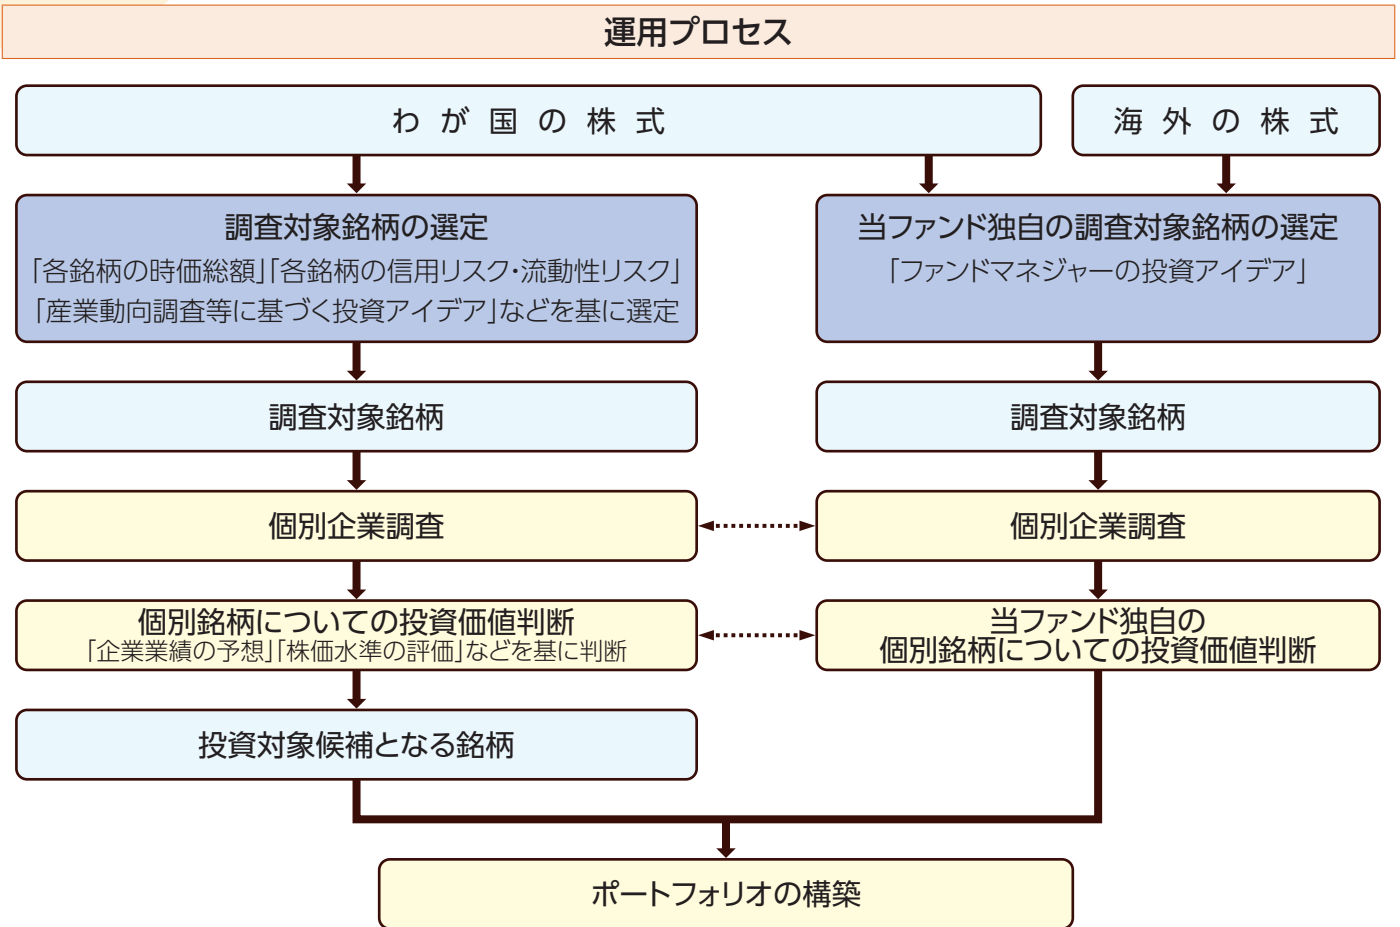 運用プロセス
わが国の株式
海外の株式
調査対象銘柄の選定
「各銘柄の時価総額」「各銘柄の信用リスク・流動性リスク」
「産業動向調査等に基づく投資アイデア」などを基に選定
当ファンド独自の調査対象銘柄の選定
「ファンドマネジャーの投資アイデア」
調査対象銘柄
調査対象銘柄
個別企業調査
個別企業調査
個別銘柄についての投資価値判断
「企業業績の予想」「株価水準の評価」などを基に判断
当ファンド独自の
個別銘柄についての投資価値判断
投資対象候補となる銘柄
ポートフォリオの構築